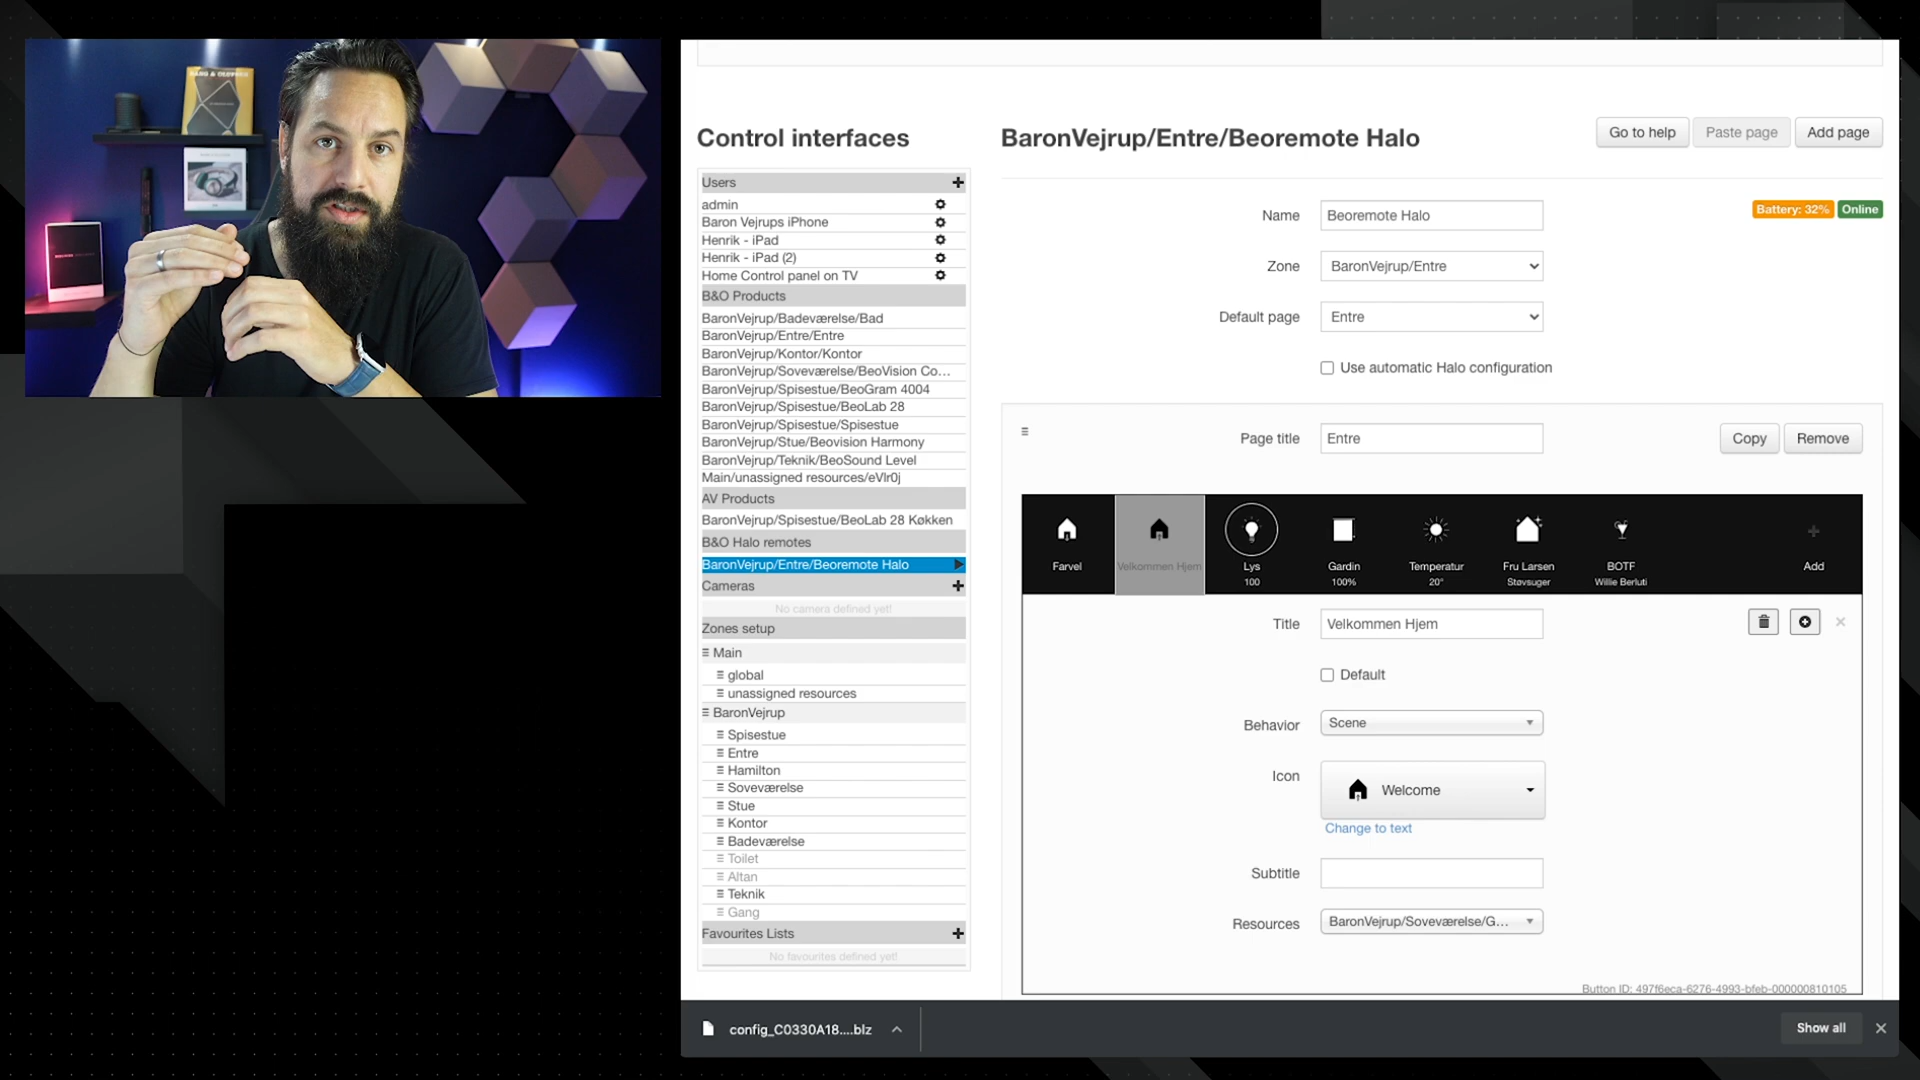 BANG & OLUFSEN
Control interfaces
Users
admin
Baron Vejrups iPhone
Henrik - iPad
Henrik - iPad (2)
Home Control panel on TV
B&O Products
BaronVejrup/Badeværelse/Bad
BaronVejrup/Entre/Entre
BaronVejrup/Kontor/Kontor
BaronVejrup/Soveværelse/BeoVision Co...
BaronVejrup/Spisestue/BeoGram 4004
BaronVejrup/Spisestue/BeoLab 28
BaronVejrup/Spisestue/Spisestue
BaronVejrup/Stue/Beovision Harmony
BaronVejrup/Teknik/BeoSound Level
Main/unassigned resources/eVIr0j
AV Products
BaronVejrup/Spisestue/BeoLab 28 Køkken
B&O Halo remotes
BaronVejrup/Entre/Beoremote Halo
Cameras
No camera defined yet!
Zones setup
Main
global
unassigned resources
BaronVejrup
Spisestue
Entre
Hamilton
Soveværelse
Stue
Kontor
Badeværelse
Toilet
Altan
Teknik
Gang
Favourites Lists
No favourites defined yet!
BaronVejrup/Entre/Beoremote Halo
Go to help
Paste page
Add page
Name
Beoremote Halo
Battery: 32%
Online
Zone
BaronVejrup/Entre
Default page
Entre
Use automatic Halo configuration
Page title
Entre
Copy
Remove
Farvel
Velkommen Hjem
Lys
100
Gardin
100%
Temperatur
20°
Fru Larsen
Støvsuger
BOTF
Willie Berluti
Add
Title
Velkommen Hjem
Default
Behavior
Scene
Icon
Welcome
Change to text
Subtitle
Resources
BaronVejrup/Soveværelse/G...
Button ID: 497f6eca-6276-4993-bfeb-000000810105
config_C0330A18....blz
Show all